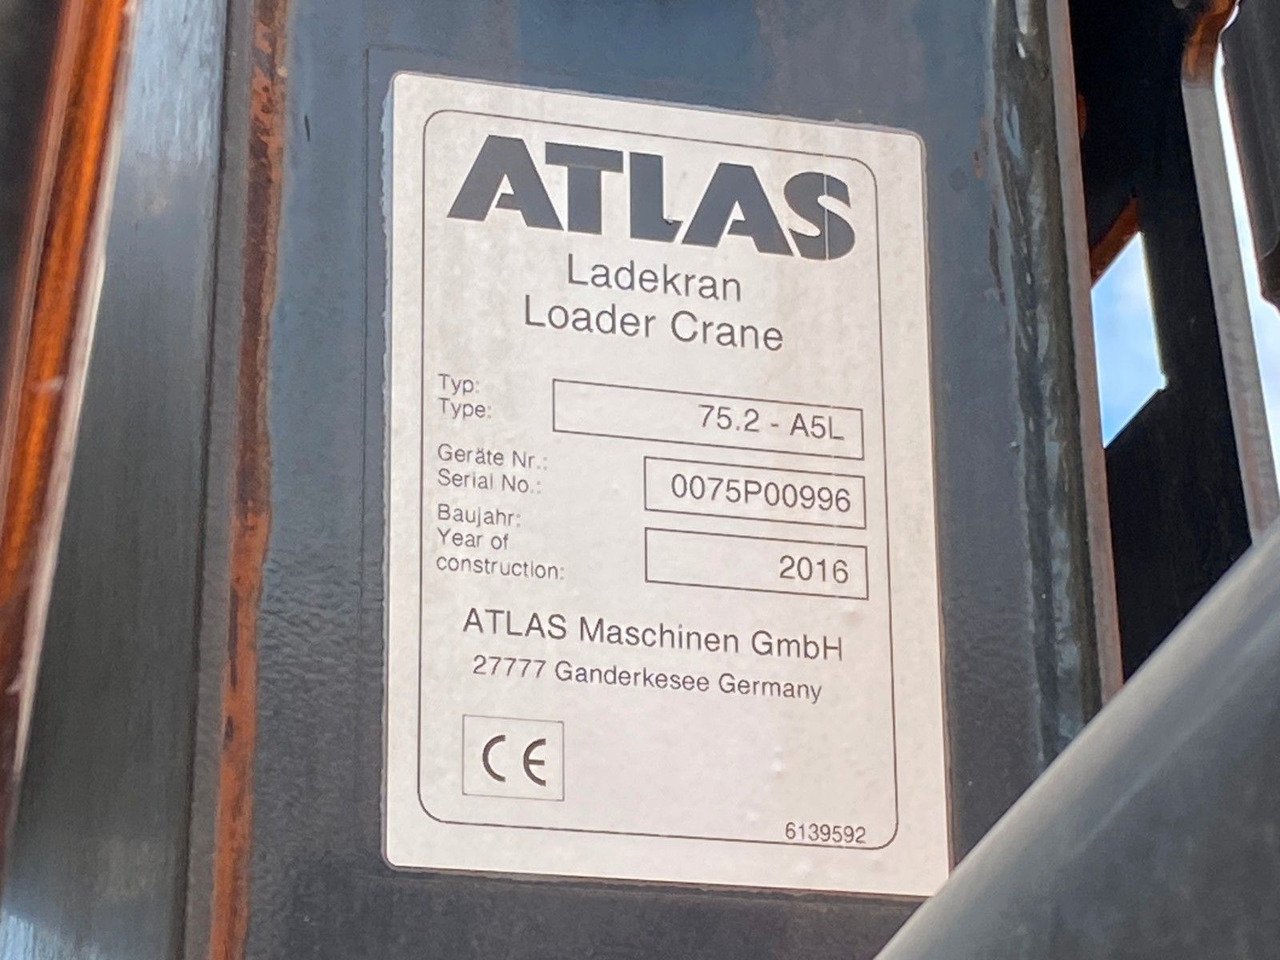 ATLAS
Ladekran
Loader Crane
Typ:
Type:
75.2 - A5L
Geräte Nr.:
Serial No.:
0075P00996
Baujahr:
Year of
construction:
2016
ATLAS Maschinen GmbH
27777 Ganderkesee Germany
CE
6139592